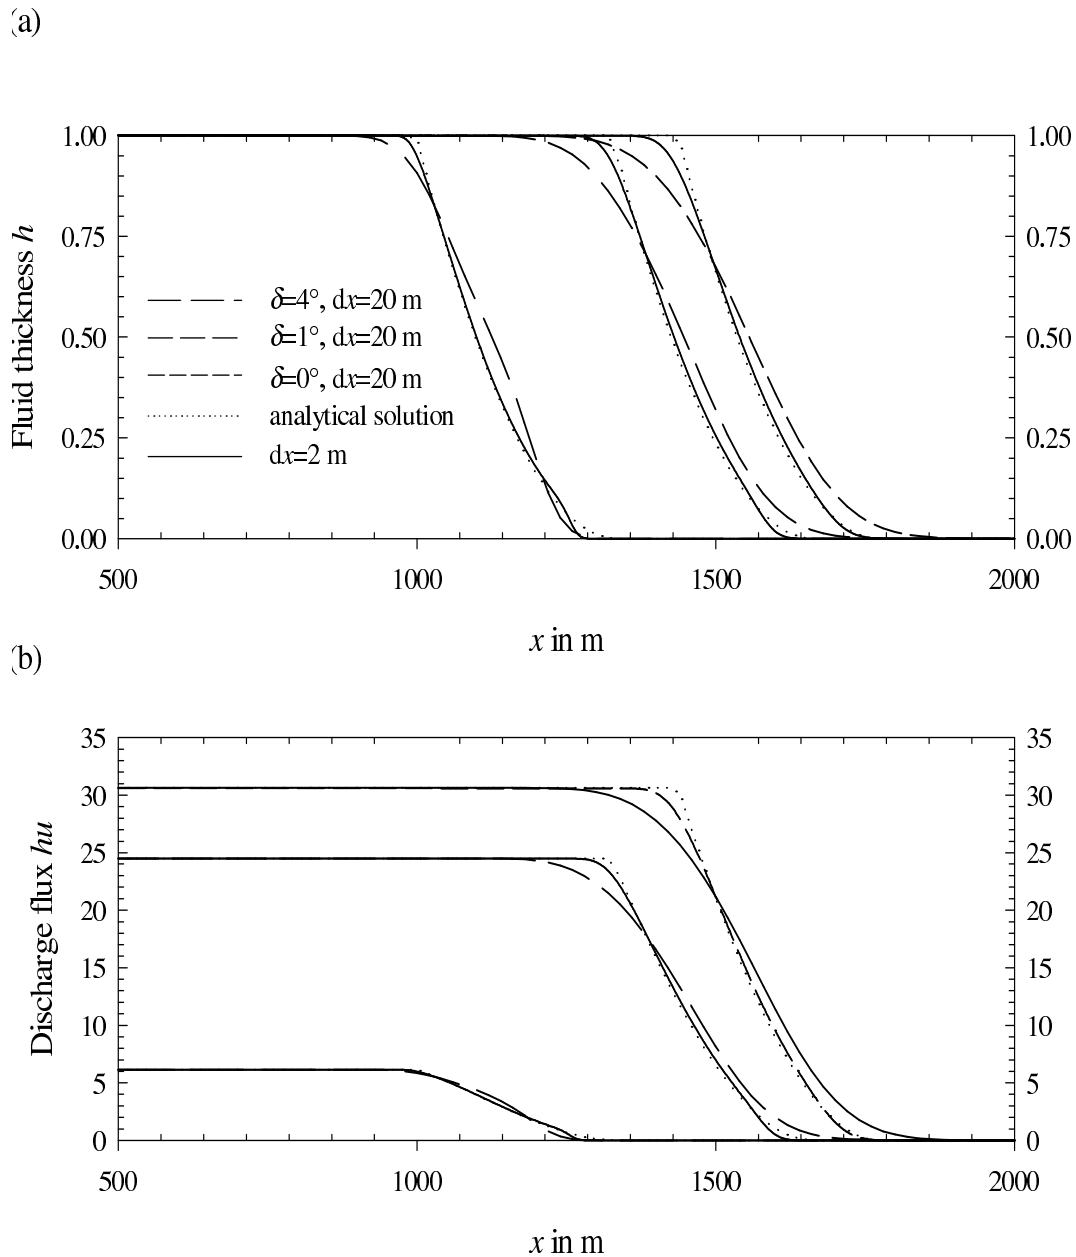 (a)
Fluid thickness h
1.00 1.00
0.75 0.75
0.50 0.50
0.25 0.25
0.00 0.00
δ=4°, dx=20 m
δ=1°, dx=20 m
δ=0°, dx=20 m
analytical solution
dx=2 m
500 1000 1500 2000
x in m
(b)
Discharge flux hu
35 35
30 30
25 25
20 20
15 15
10 10
5 5
0 0
500 1000 1500 2000
x in m